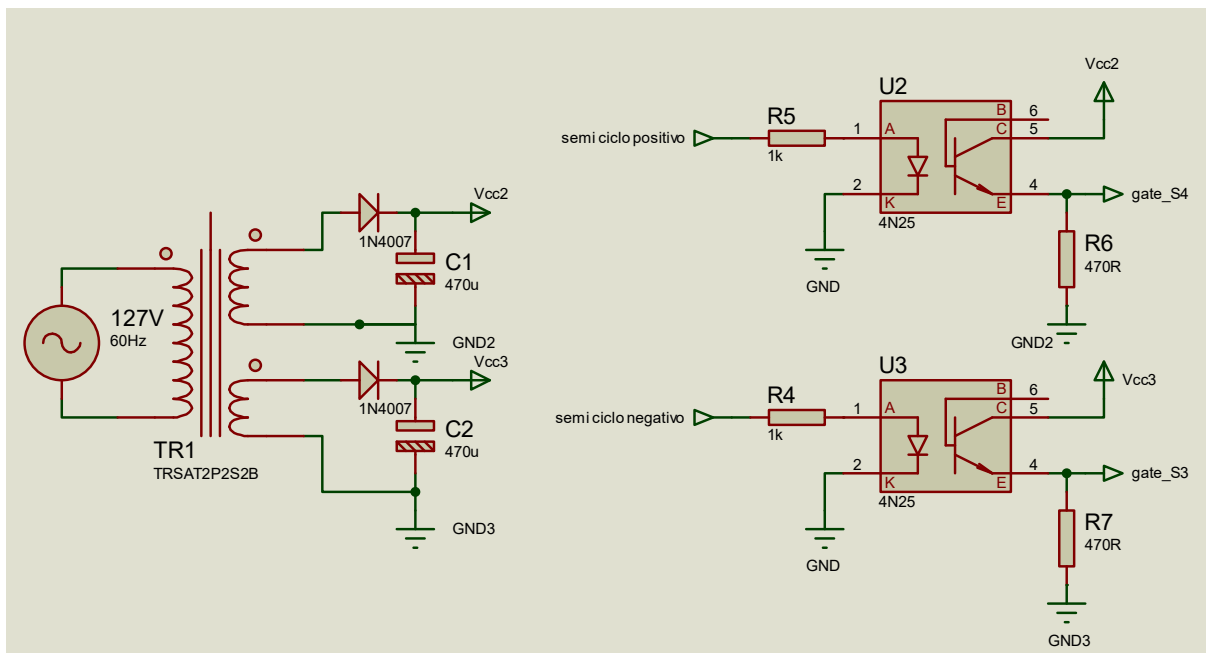 127V
60Hz
TR1
TRSAT2P2S2B
Vcc2
1N4007
C1
470u
GND2
Vcc3
1N4007
C2
470u
GND3
semi ciclo positivo
R5
1k
U2
1
A
2
K
4N25
B
6
C
5
4
E
Vcc2
gate_S4
R6
470R
GND
GND2
semi ciclo negativo
R4
1k
U3
1
A
2
K
4N25
B
6
C
5
4
E
Vcc3
gate_S3
R7
470R
GND
GND3